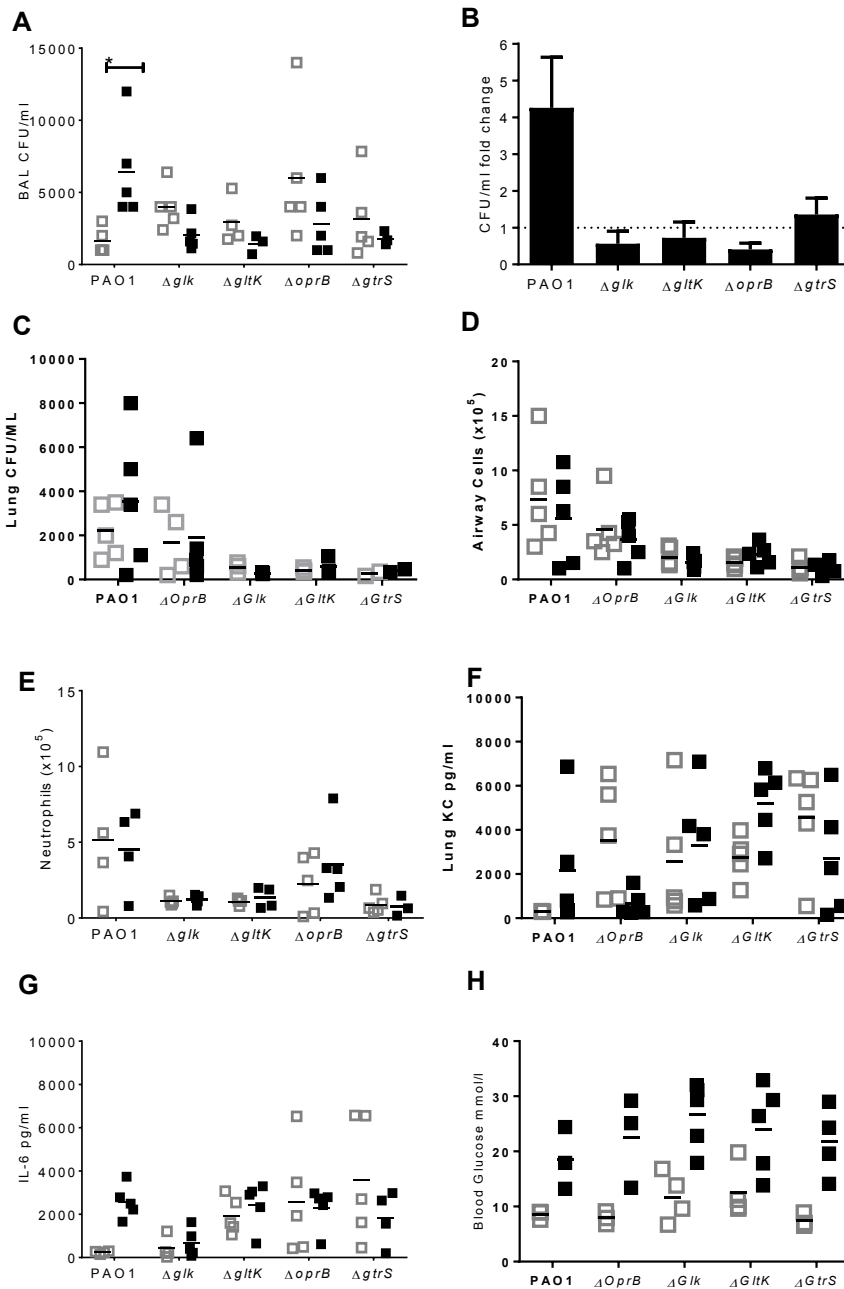 A
BAL CFU/ml
15000
10000
5000
0
*
PAO1 Δglk ΔgltK ΔoprB ΔgtrS
B
CFU/ml fold change
6
5
4
3
2
1
0
PAO1 Δglk ΔgltK ΔoprB ΔgtrS
C
Lung CFU/ML
10000
8000
6000
4000
2000
0
PAO1 ΔOprB ΔGlk ΔGltK ΔGtrS
D
Airway Cells (x10⁵)
20
15
10
5
0
PAO1 ΔOprB ΔGlk ΔGltK ΔGtrS
E
Neutrophils (x10⁵)
15
10
5
0
PAO1 Δglk ΔgltK ΔoprB ΔgtrS
F
Lung KC pg/ml
10000
8000
6000
4000
2000
0
PAO1 ΔOprB ΔGlk ΔGltK ΔGtrS
G
IL-6 pg/ml
10000
8000
6000
4000
2000
0
PAO1 Δglk ΔgltK ΔoprB ΔgtrS
H
Blood Glucose mmol/l
40
30
20
10
0
PAO1 ΔOprB ΔGlk ΔGltK ΔGtrS